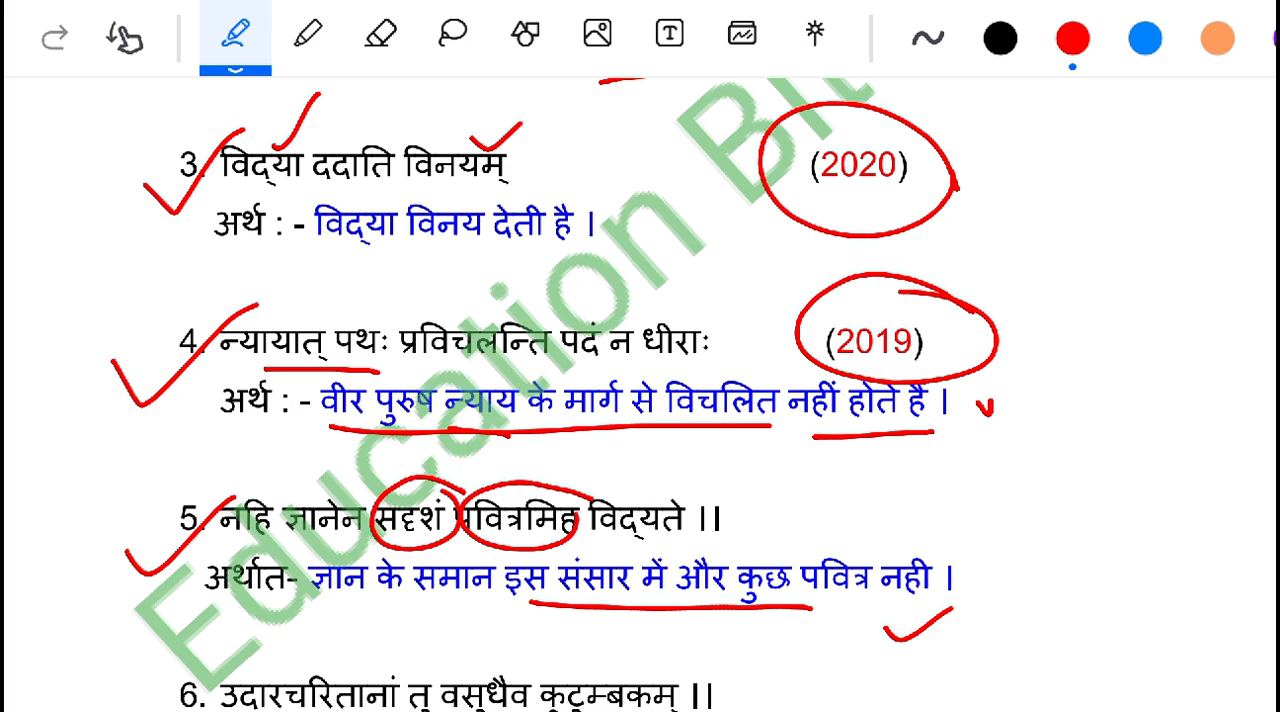 3. विद्या ददाति विनयम् (2020)
अर्थ : - विद्या विनय देती है ।
4. न्यायात् पथः प्रविचलन्ति पदं न धीराः (2019)
अर्थ : - वीर पुरुष न्याय के मार्ग से विचलित नहीं होते हैं ।
5. नहि ज्ञानेन सदृशं पवित्रमिह विद्यते ।।
अर्थात- ज्ञान के समान इस संसार में और कुछ पवित्र नही ।
6. उदारचरितानां तु वसुधैव कुटुम्बकम् ।।
Education